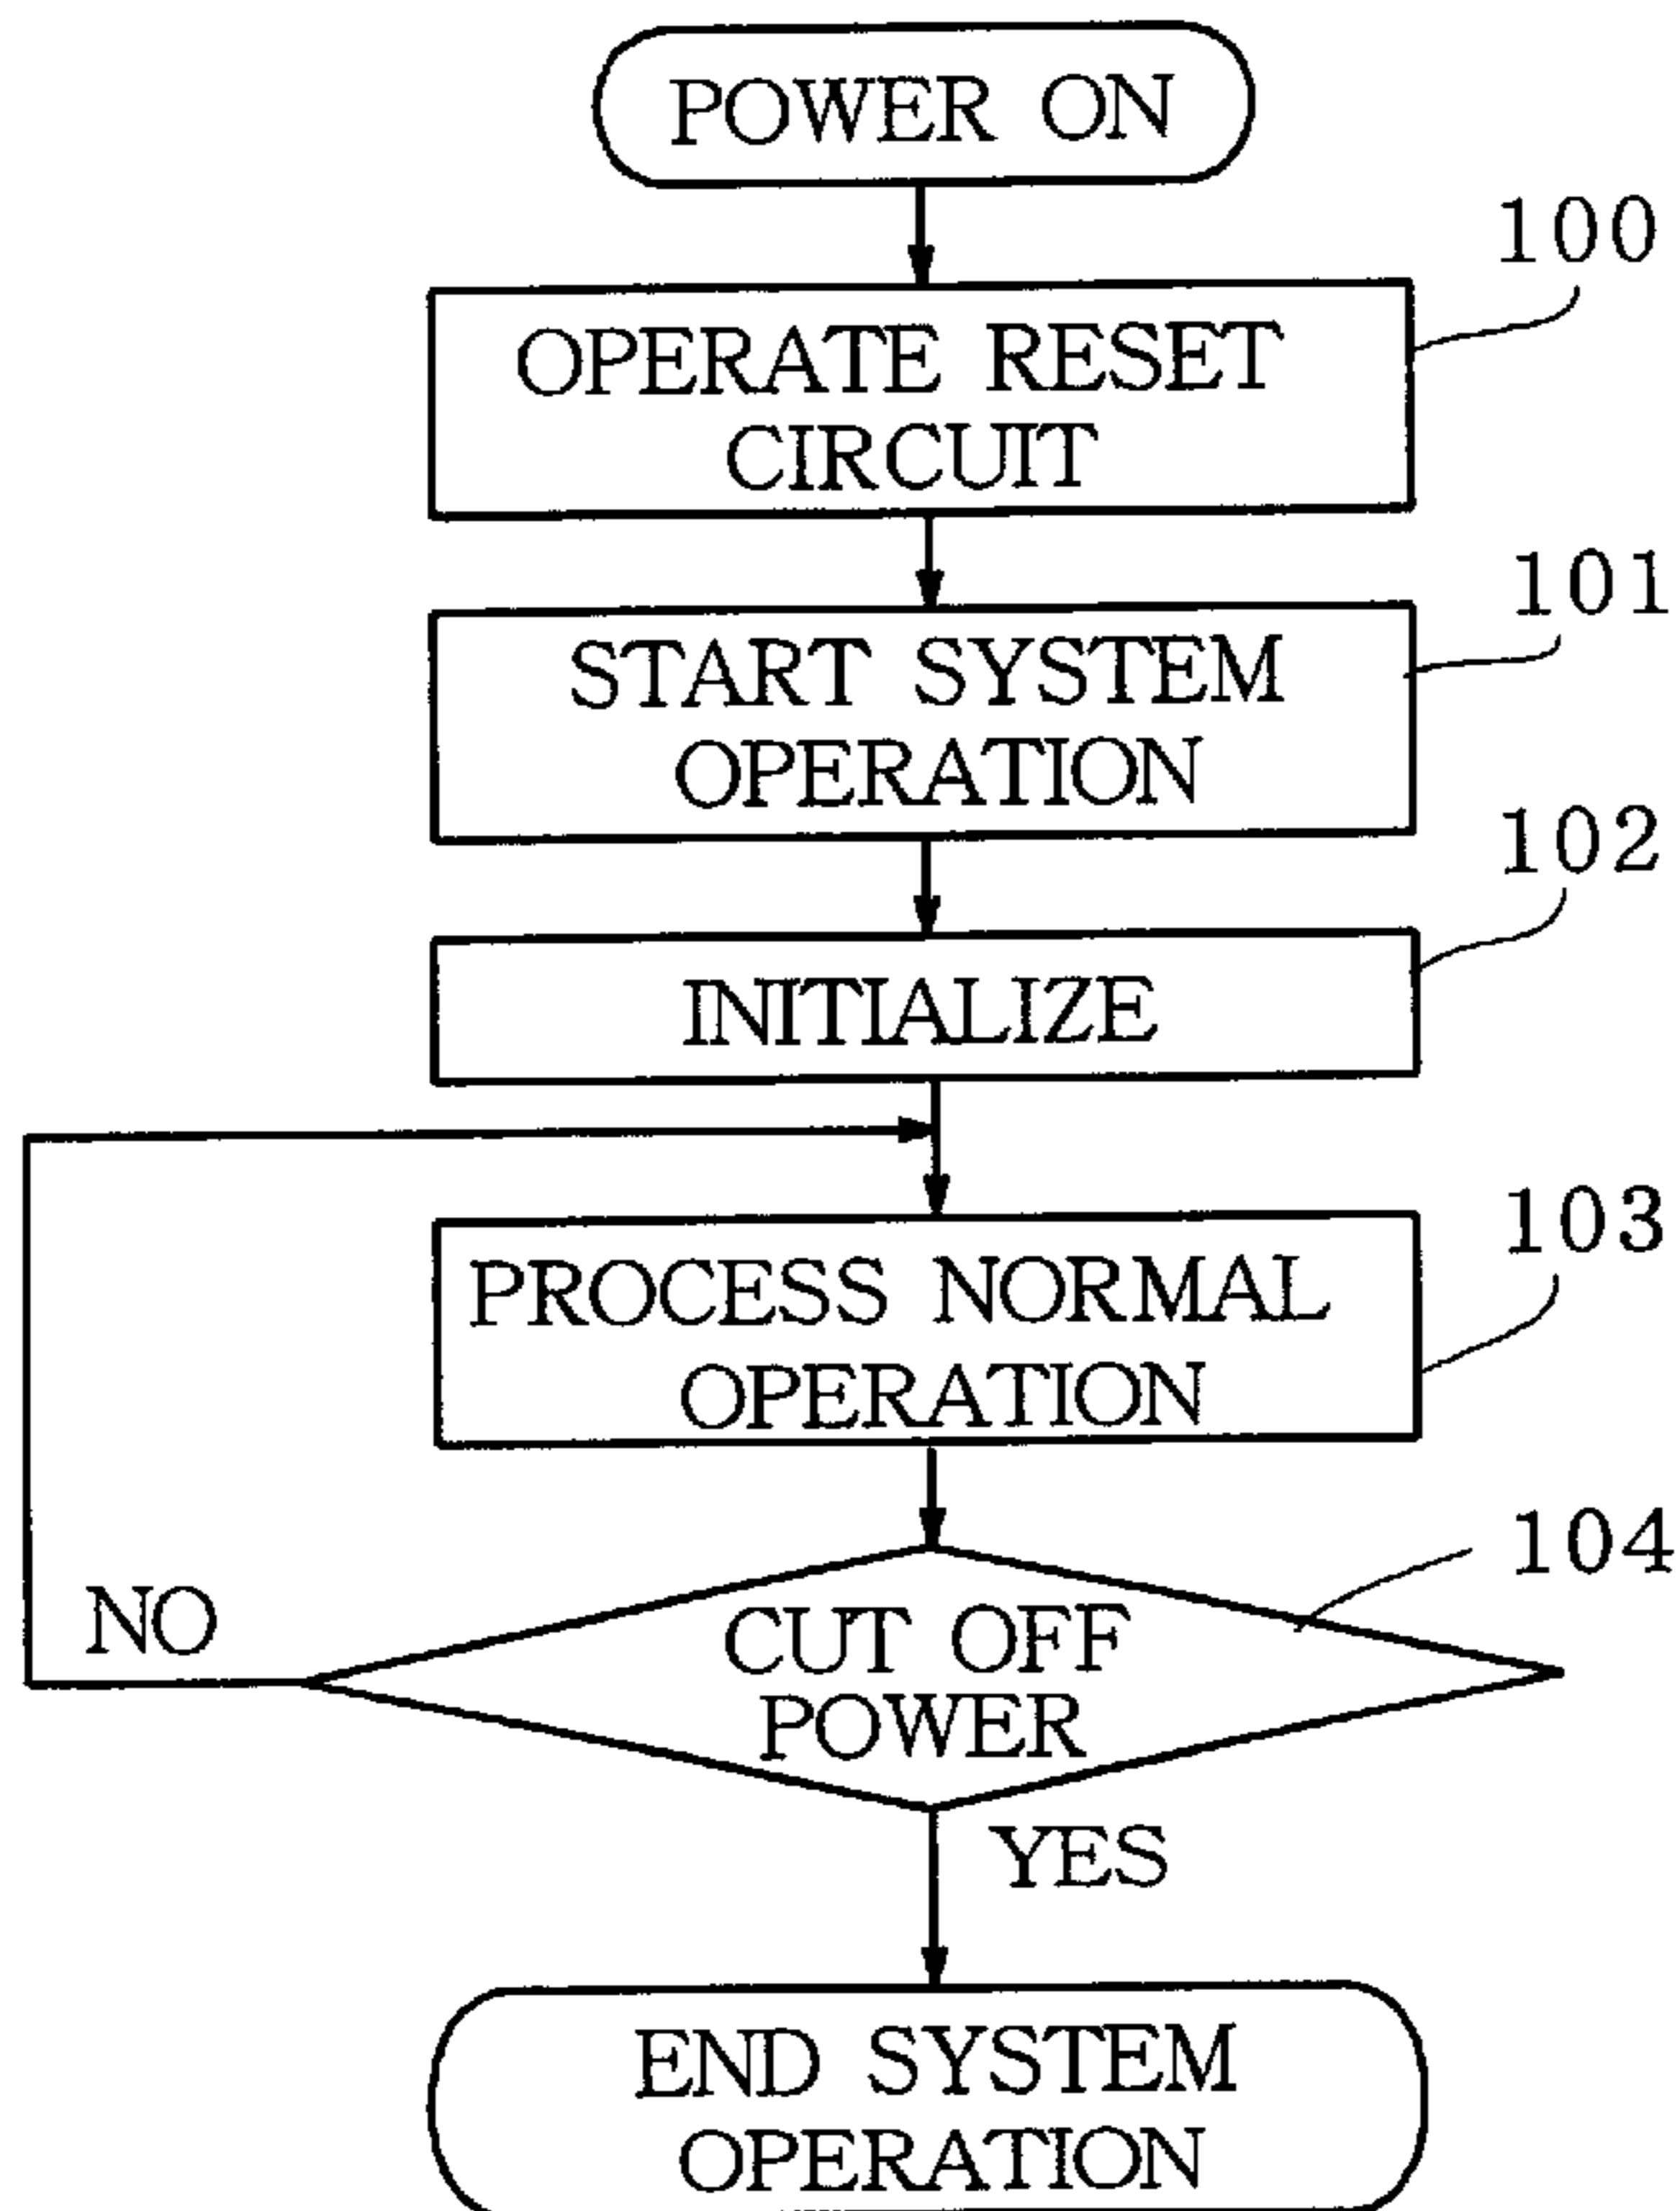 POWER ON
100
OPERATE RESET
CIRCUIT
101
START SYSTEM
OPERATION
102
INITIALIZE
103
PROCESS NORMAL
OPERATION
104
NO
CUT OFF
POWER
YES
END SYSTEM
OPERATION